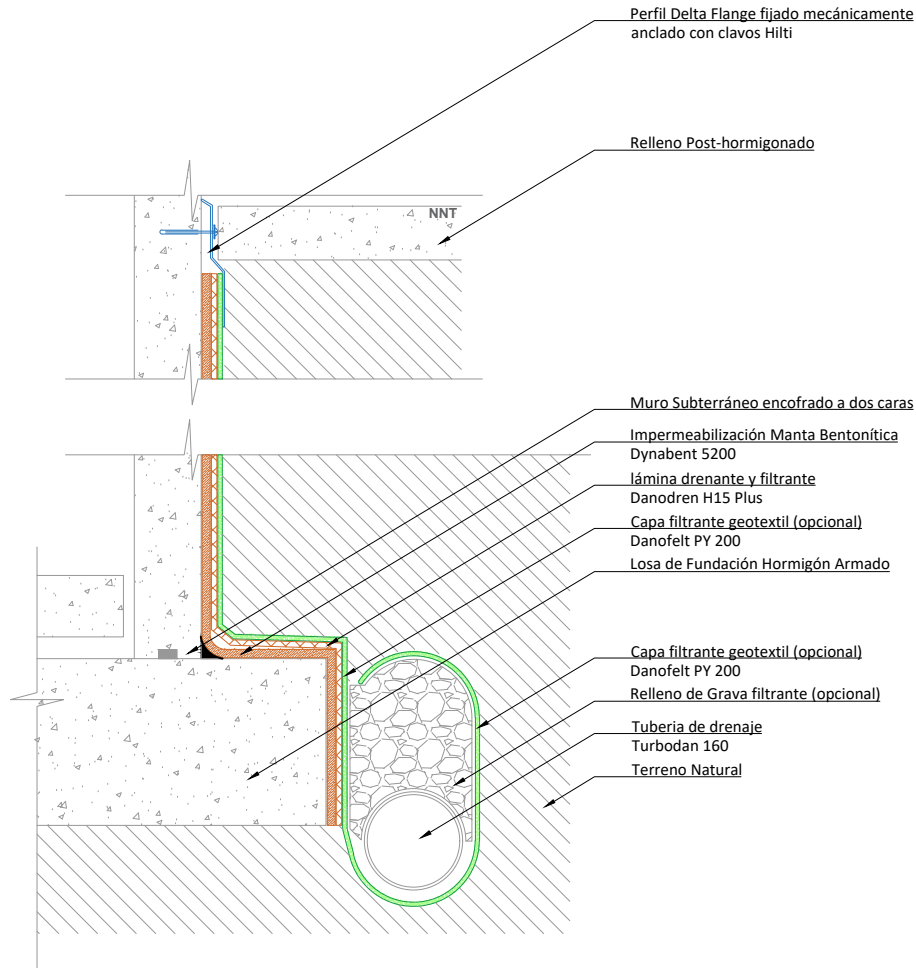 Perfil Delta Flange fijado mecánicamente
anclado con clavos Hilti
Relleno Post-hormigonado
NNT
Muro Subterráneo encofrado a dos caras
Impermeabilización Manta Bentonítica
Dynabent 5200
lámina drenante y filtrante
Danodren H15 Plus
Capa filtrante geotextil (opcional)
Danofelt PY 200
Losa de Fundación Hormigón Armado
Capa filtrante geotextil (opcional)
Danofelt PY 200
Relleno de Grava filtrante (opcional)
Tuberia de drenaje
Turbodan 160
Terreno Natural